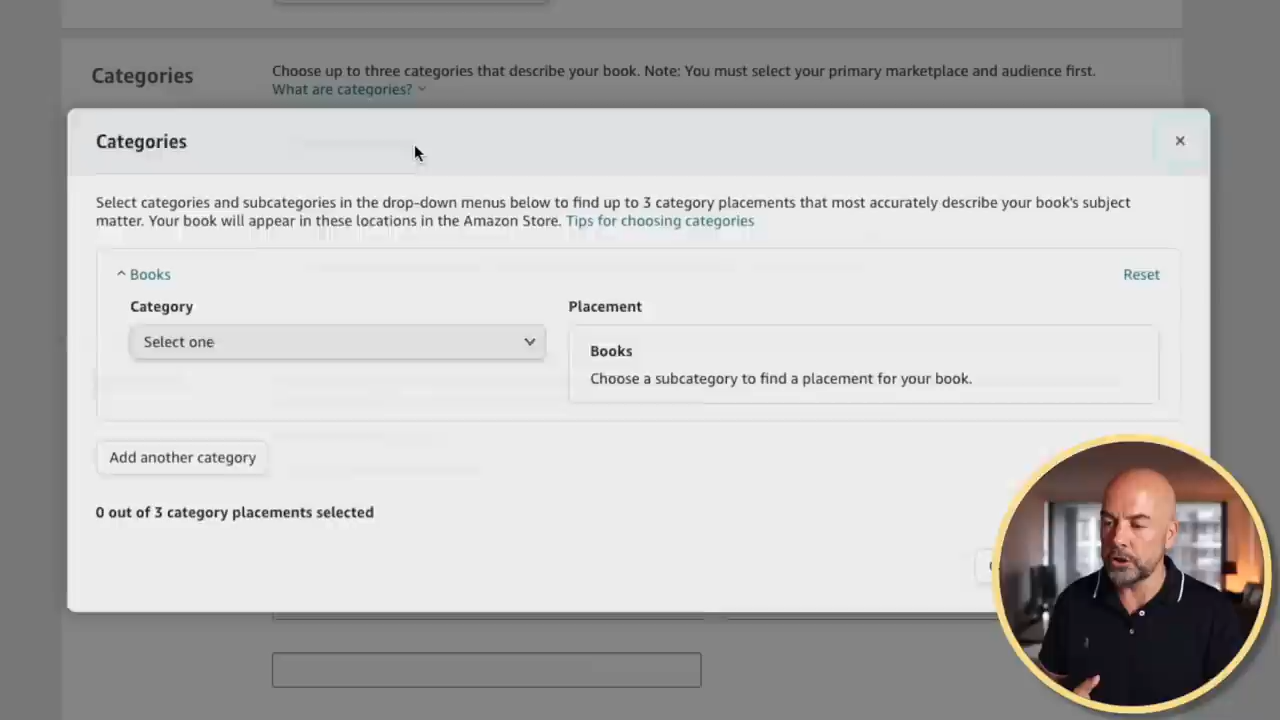 Categories
Choose up to three categories that describe your book. Note: You must select your primary marketplace and audience first.
What are categories?
Categories
Select categories and subcategories in the drop-down menus below to find up to 3 category placements that most accurately describe your book's subject
matter. Your book will appear in these locations in the Amazon Store. Tips for choosing categories
Books
Reset
Category
Placement
Select one
Books
Choose a subcategory to find a placement for your book.
Add another category
0 out of 3 category placements selected